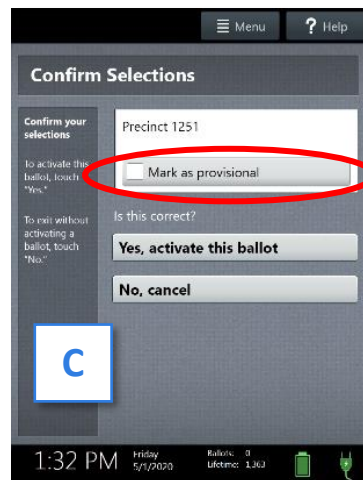 Menu
? Help
Confirm Selections
Confirm your
selections
To activate this
ballot, touch
"Yes."
To exit without
activating a
ballot, touch
"No."
Precinct 1251
Mark as provisional
Is this correct?
Yes, activate this ballot
No, cancel
C
1:32 PM
Friday
5/1/2020
Ballots: 0
Lifetime: 1,363